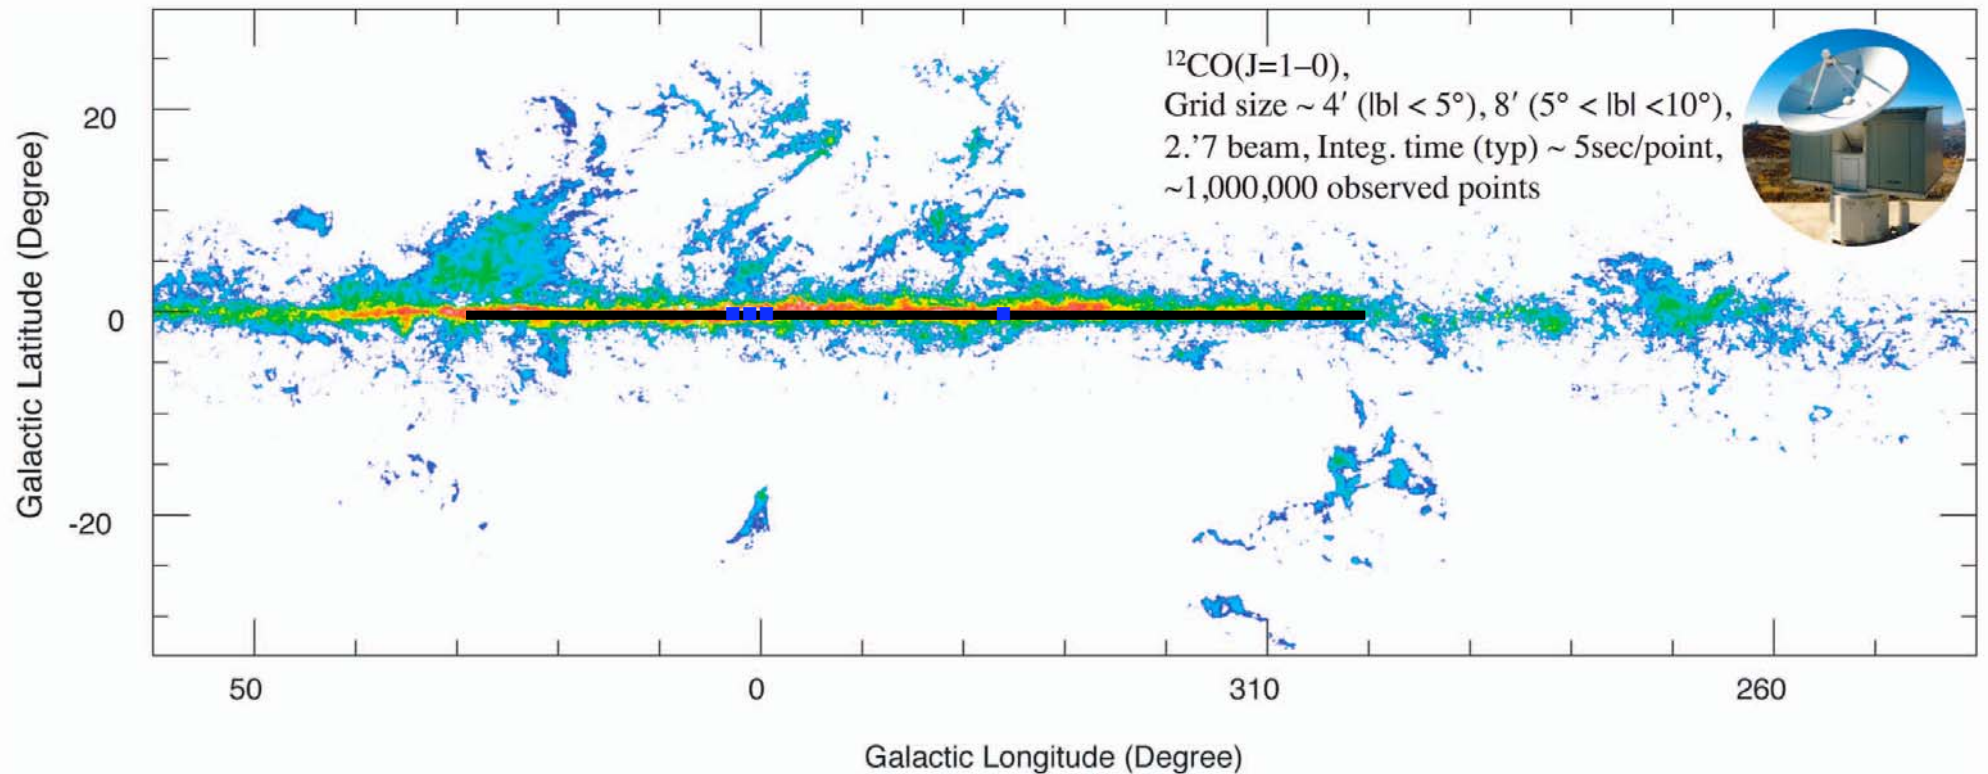 ¹²CO(J=1–0),
Grid size ~ 4′ (|b| < 5°), 8′ (5° < |b| <10°),
2.'7 beam, Integ. time (typ) ~ 5sec/point,
~1,000,000 observed points
Galactic Latitude (Degree)
20
0
-20
50
0
310
260
Galactic Longitude (Degree)